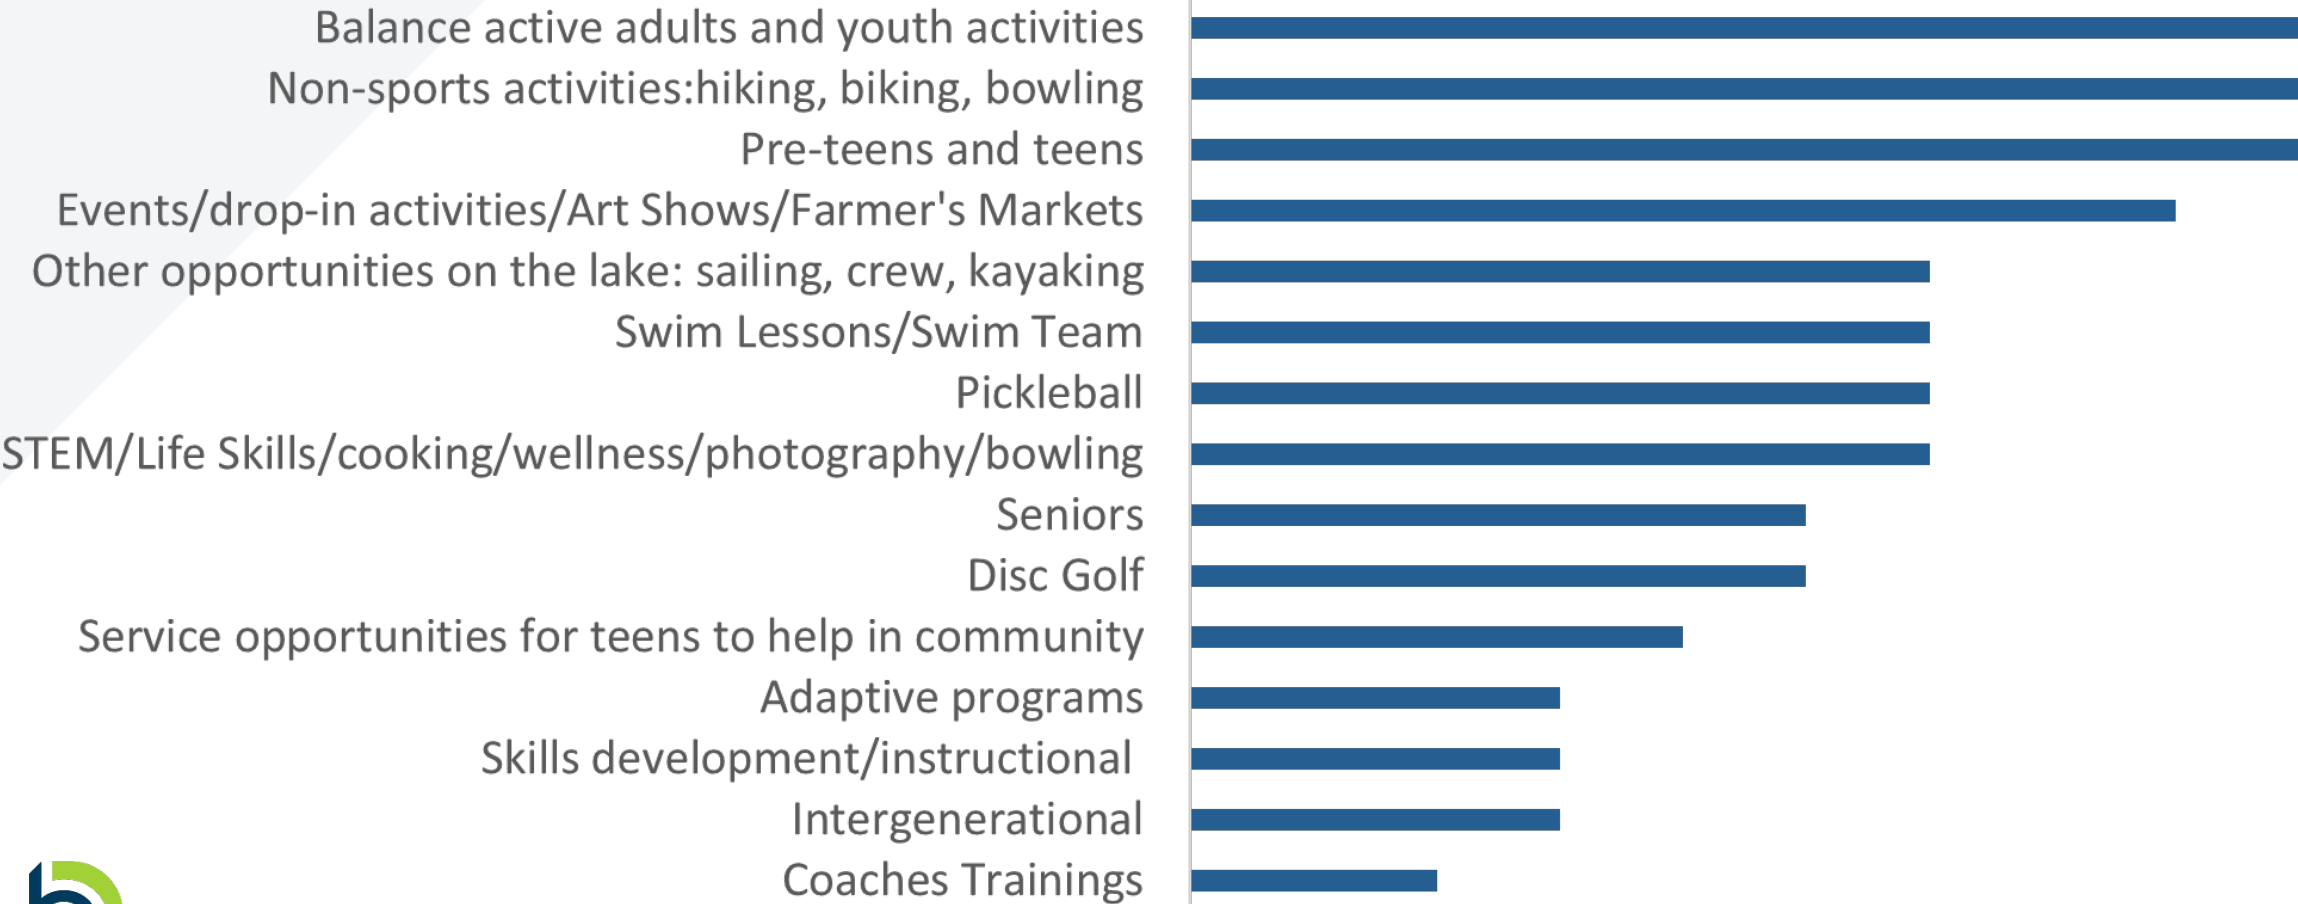 Balance active adults and youth activities
Non-sports activities:hiking, biking, bowling
Pre-teens and teens
Events/drop-in activities/Art Shows/Farmer's Markets
Other opportunities on the lake: sailing, crew, kayaking
Swim Lessons/Swim Team
Pickleball
STEM/Life Skills/cooking/wellness/photography/bowling
Seniors
Disc Golf
Service opportunities for teens to help in community
Adaptive programs
Skills development/instructional
Intergenerational
Coaches Trainings